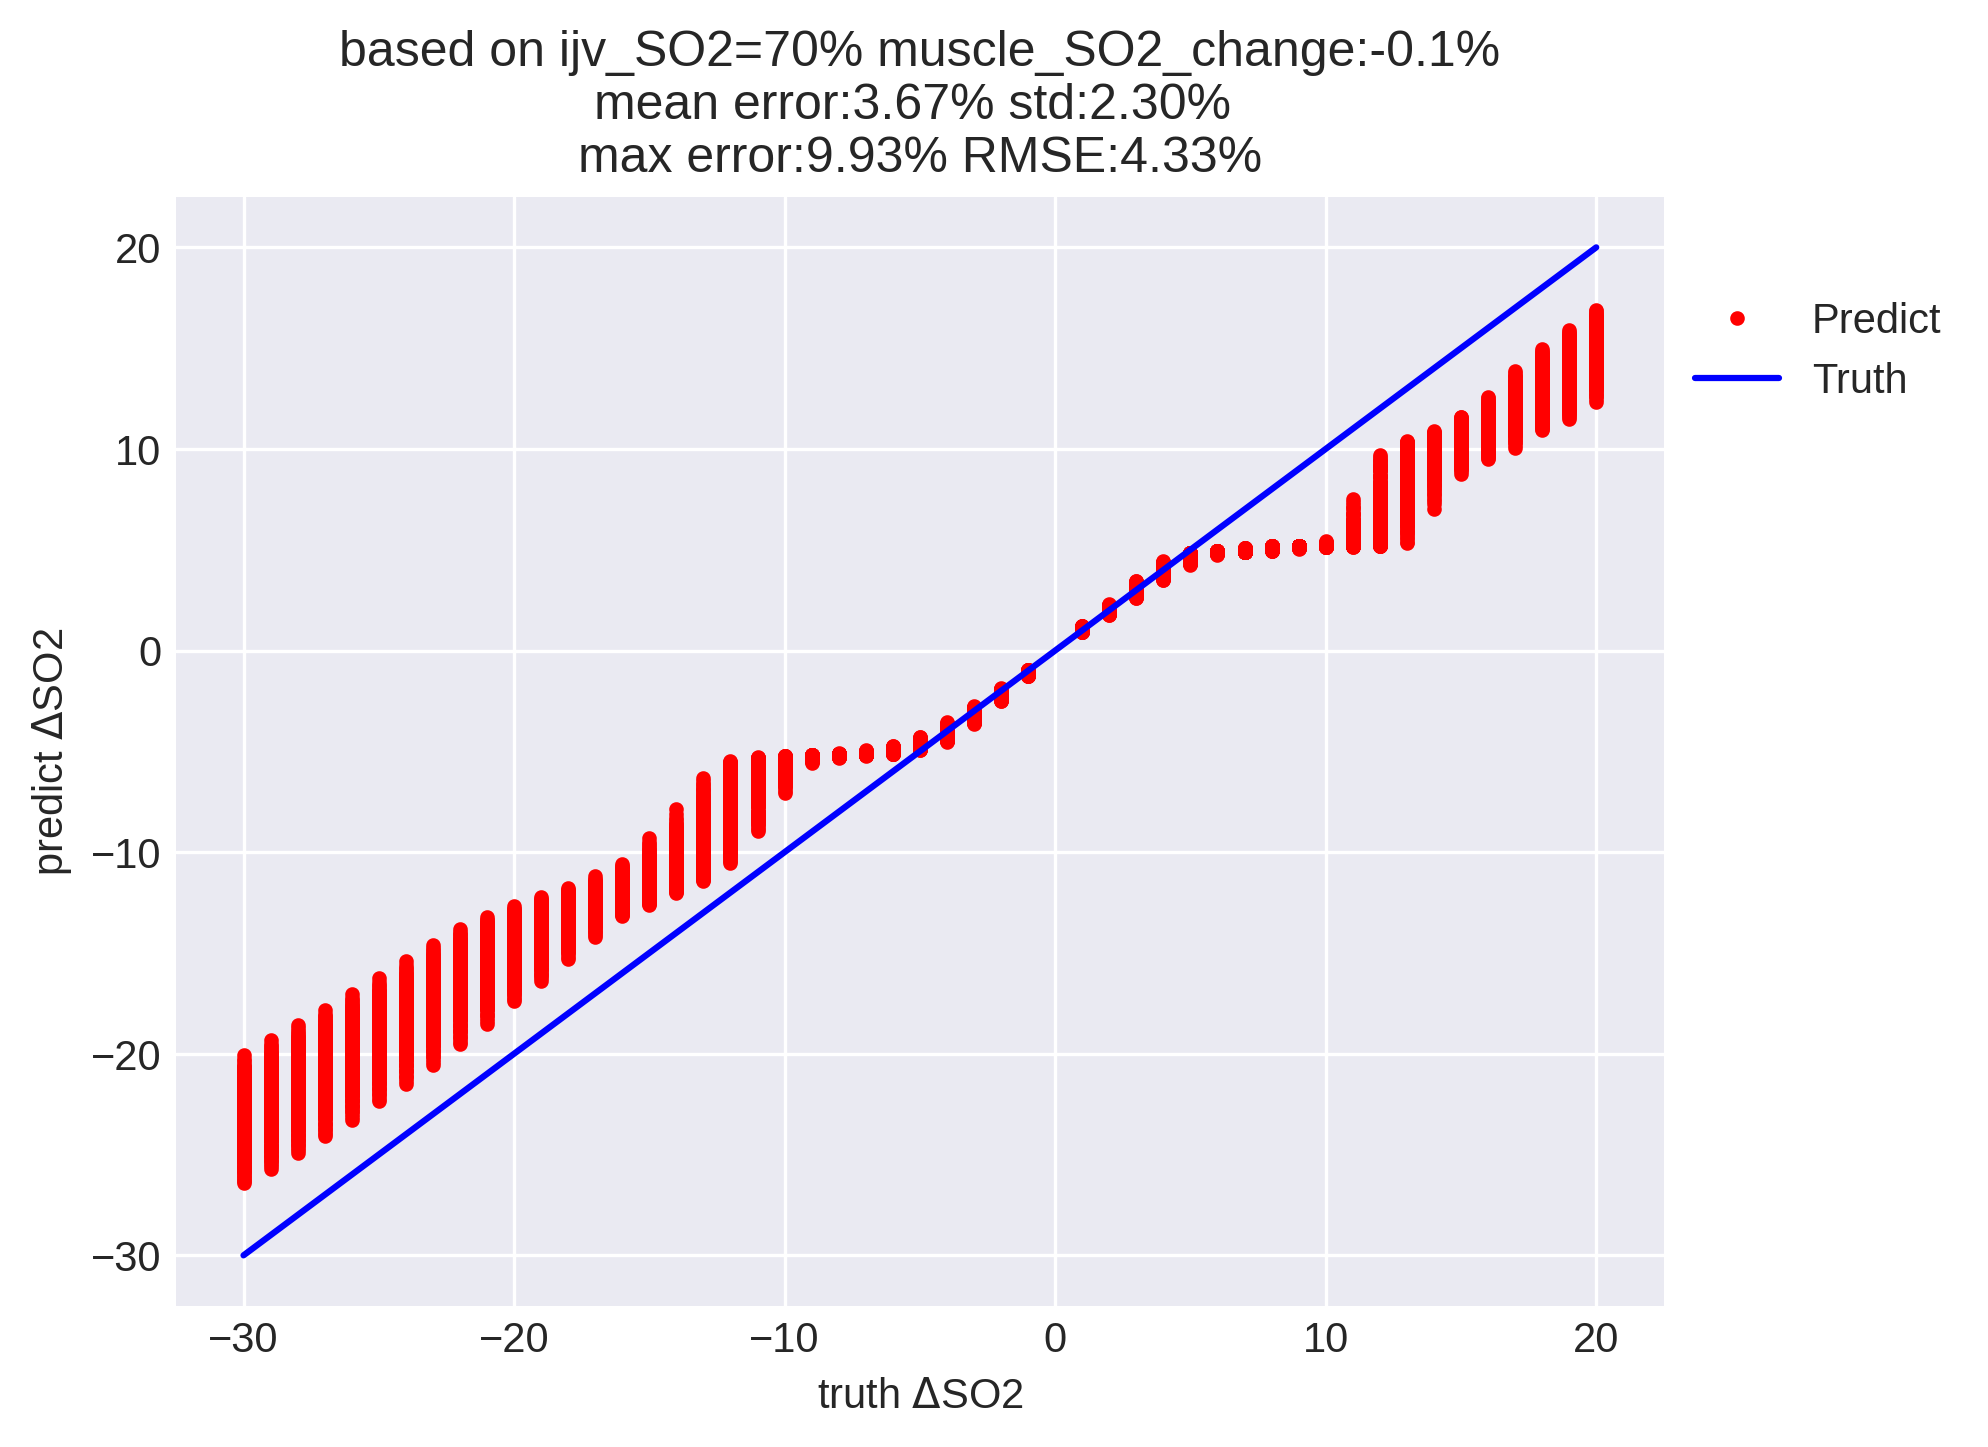 based on ijv_SO2=70% muscle_SO2_change:-0.1%
mean error:3.67% std:2.30%
max error:9.93% RMSE:4.33%
20
10
0
−10
−20
−30
predict ΔSO2
−30
−20
−10
0
10
20
truth ΔSO2
Predict
Truth